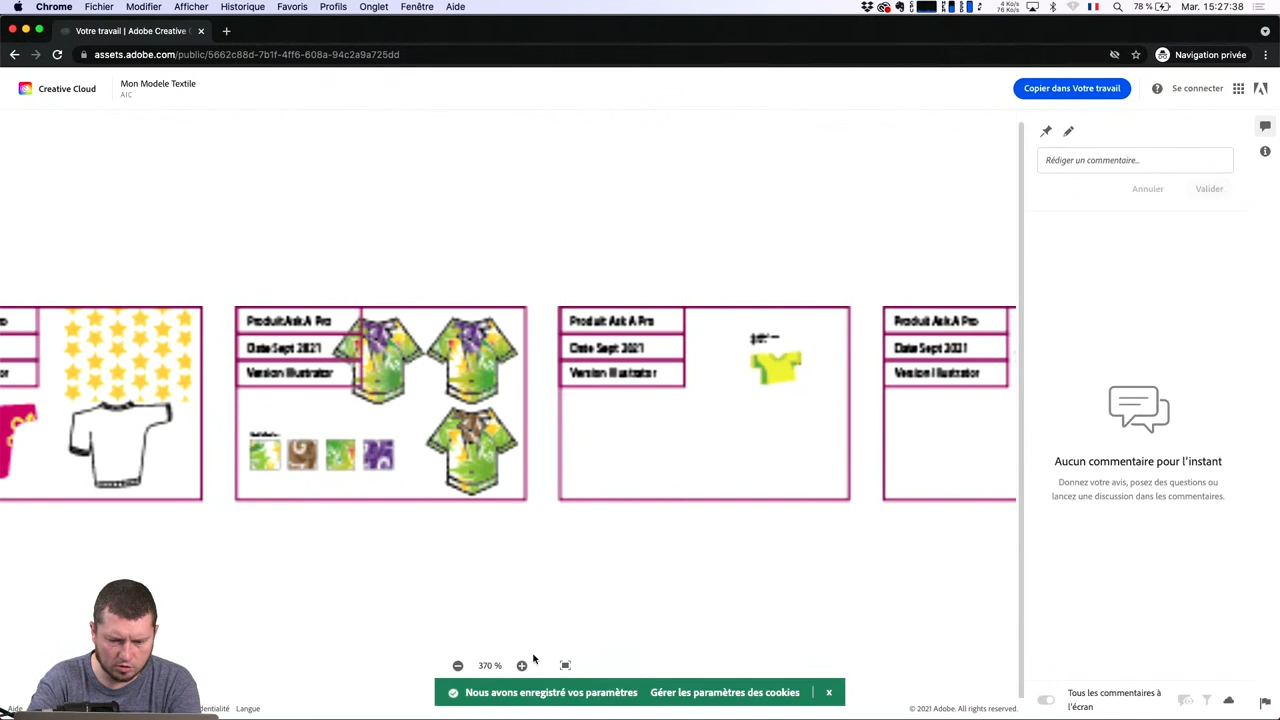 Chrome Fichier Modifier Afficher Historique Favoris Profils Onglet Fenêtre Aide
4 Ko/s
76 Ko/s
78 % Mar. 15:27:38
Votre travail | Adobe Creative
assets.adobe.com/public/5662c88d-7b1f-4ff6-608a-94c2a9a725dd
Navigation privée
Creative Cloud
Mon Modele Textile
AIC
Copier dans Votre travail
Se connecter
Rédiger un commentaire...
Annuler Valider
Produit Ask A Pro
Date Sept 2021
Version Illustrator
Produit Ask A Pro
Date Sept 2021
Version Illustrator
Produit Ask A Pro
Date Sept 2021
Version Illustrator
Aucun commentaire pour l'instant
Donnez votre avis, posez des questions ou
lancez une discussion dans les commentaires.
370 %
Nous avons enregistré vos paramètres Gérer les paramètres des cookies x
Tous les commentaires à
l'écran
Aide
Langue
© 2021 Adobe. All rights reserved.